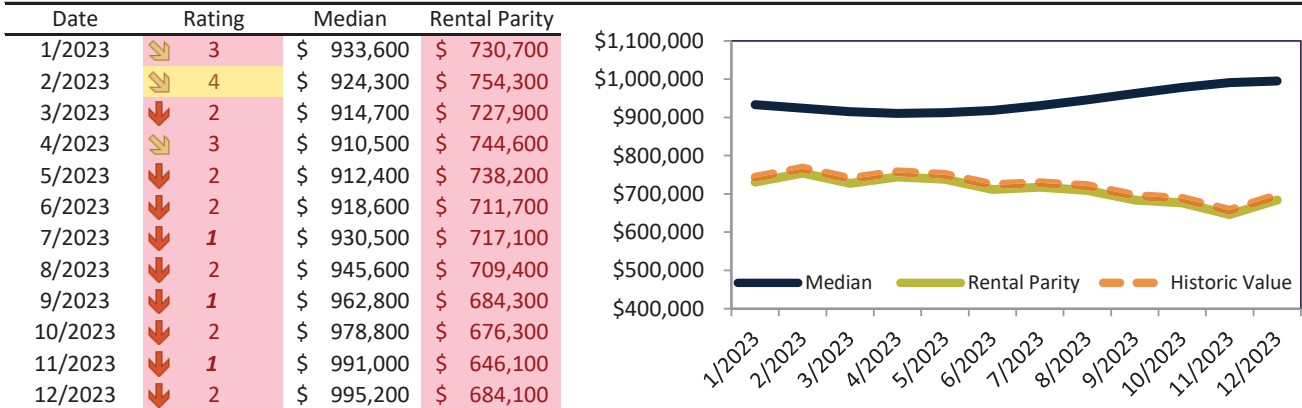 Date Rating Median Rental Parity
1/2023 3 $ 933,600 $ 730,700
2/2023 4 $ 924,300 $ 754,300
3/2023 2 $ 914,700 $ 727,900
4/2023 3 $ 910,500 $ 744,600
5/2023 2 $ 912,400 $ 738,200
6/2023 2 $ 918,600 $ 711,700
7/2023 1 $ 930,500 $ 717,100
8/2023 2 $ 945,600 $ 709,400
9/2023 1 $ 962,800 $ 684,300
10/2023 2 $ 978,800 $ 676,300
11/2023 1 $ 991,000 $ 646,100
12/2023 2 $ 995,200 $ 684,100
$1,100,000
$1,000,000
$900,000
$800,000
$700,000
$600,000
$500,000
$400,000
Median Rental Parity Historic Value
1/2023 2/2023 3/2023 4/2023 5/2023 6/2023 7/2023 8/2023 9/2023 10/2023 11/2023 12/2023